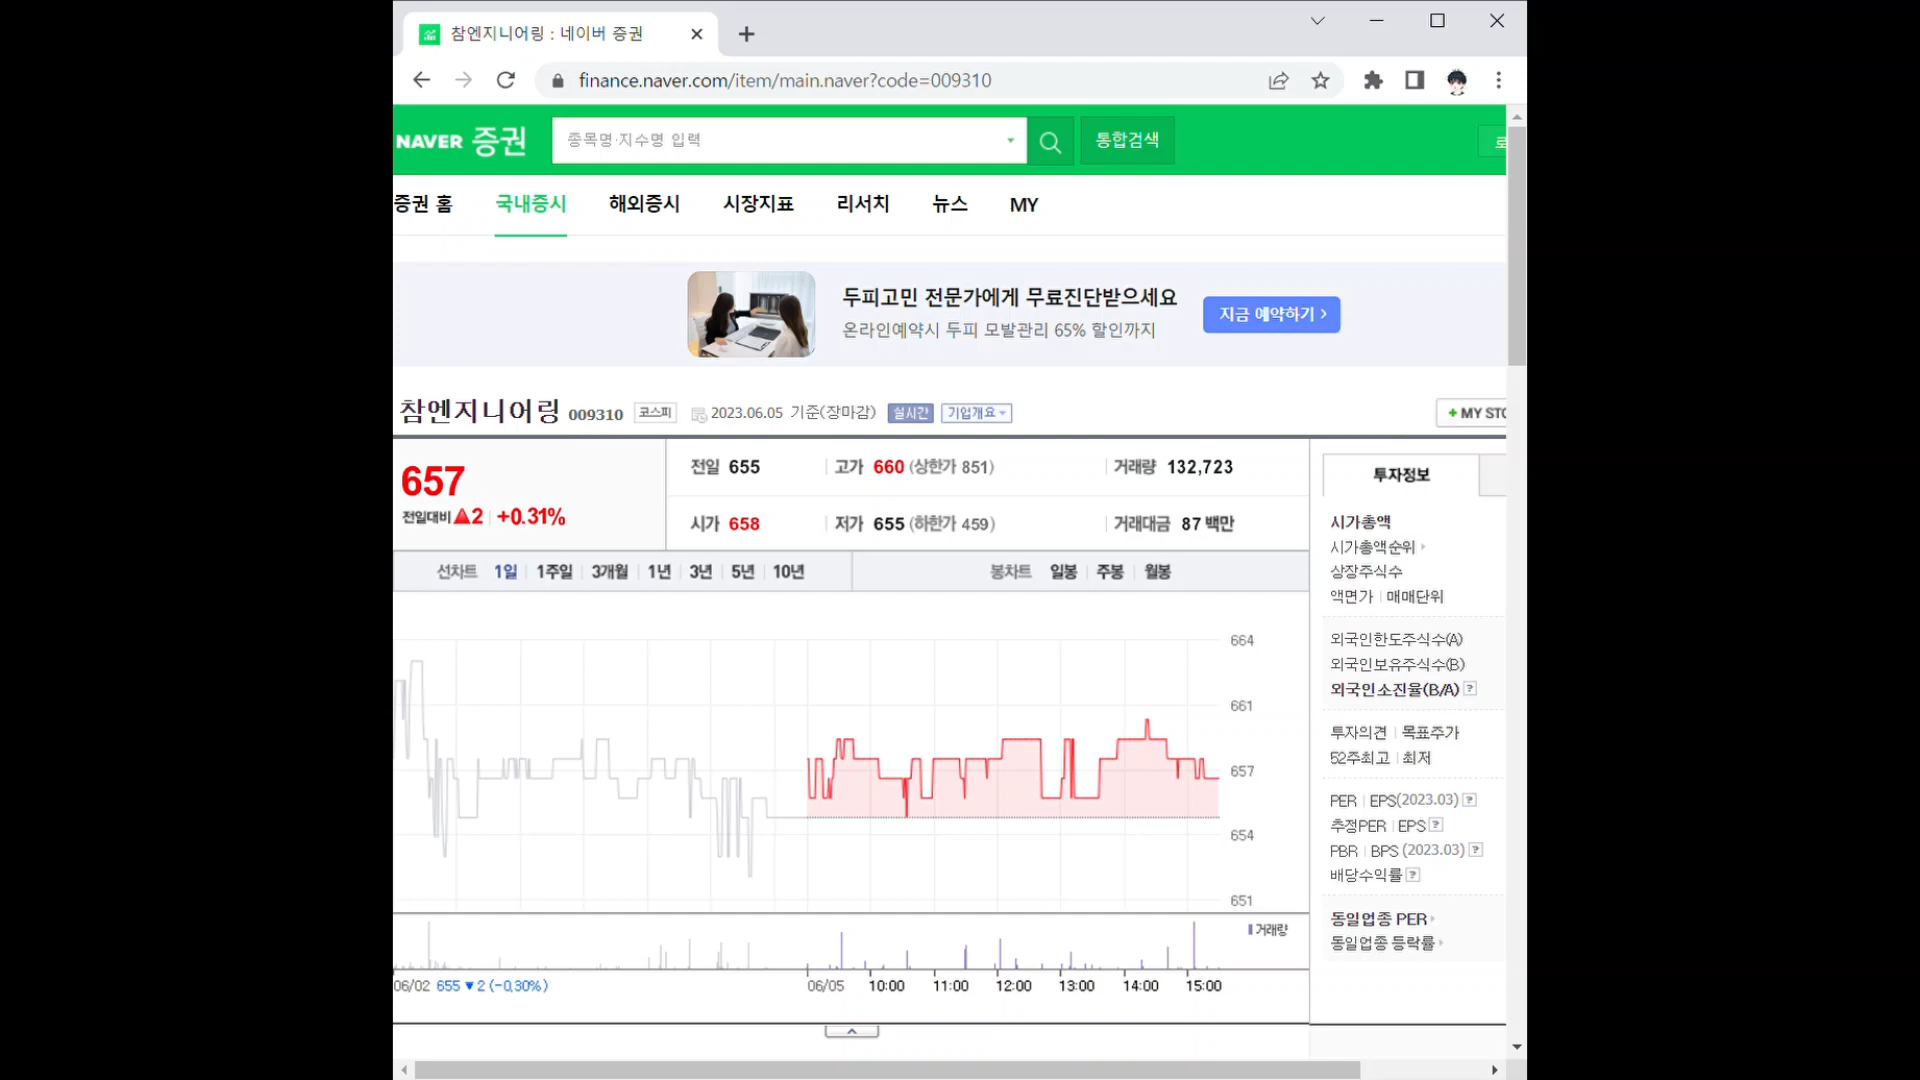 참엔지니어링 : 네이버 증권
finance.naver.com/item/main.naver?code=009310
NAVER 증권
종목명·지수명 입력
통합검색
증권 홈 국내증시 해외증시 시장지표 리서치 뉴스 MY
두피고민 전문가에게 무료진단받으세요
온라인예약시 두피 모발관리 65% 할인까지
지금 예약하기 >
참엔지니어링 009310 코스피 2023.06.05 기준(장마감) 실시간 기업개요
+ MY STO
657
전일대비 ▲2 +0.31%
전일 655 고가 660 (상한가 851) 거래량 132,723
시가 658 저가 655 (하한가 459) 거래대금 87 백만
선차트 1일 1주일 3개월 1년 3년 5년 10년 봉차트 일봉 주봉 월봉
664
661
657
654
651
거래량
06/02 655 ▼2 (-0,30%) 06/05 10:00 11:00 12:00 13:00 14:00 15:00
투자정보
시가총액
시가총액순위
상장주식수
액면가 | 매매단위
외국인한도주식수(A)
외국인보유주식수(B)
외국인소진율(B/A) ?
투자의견 | 목표주가
52주최고 | 최저
PER | EPS(2023.03) ?
추정PER | EPS ?
PBR | BPS (2023.03) ?
배당수익률 ?
동일업종 PER
동일업종 등락률